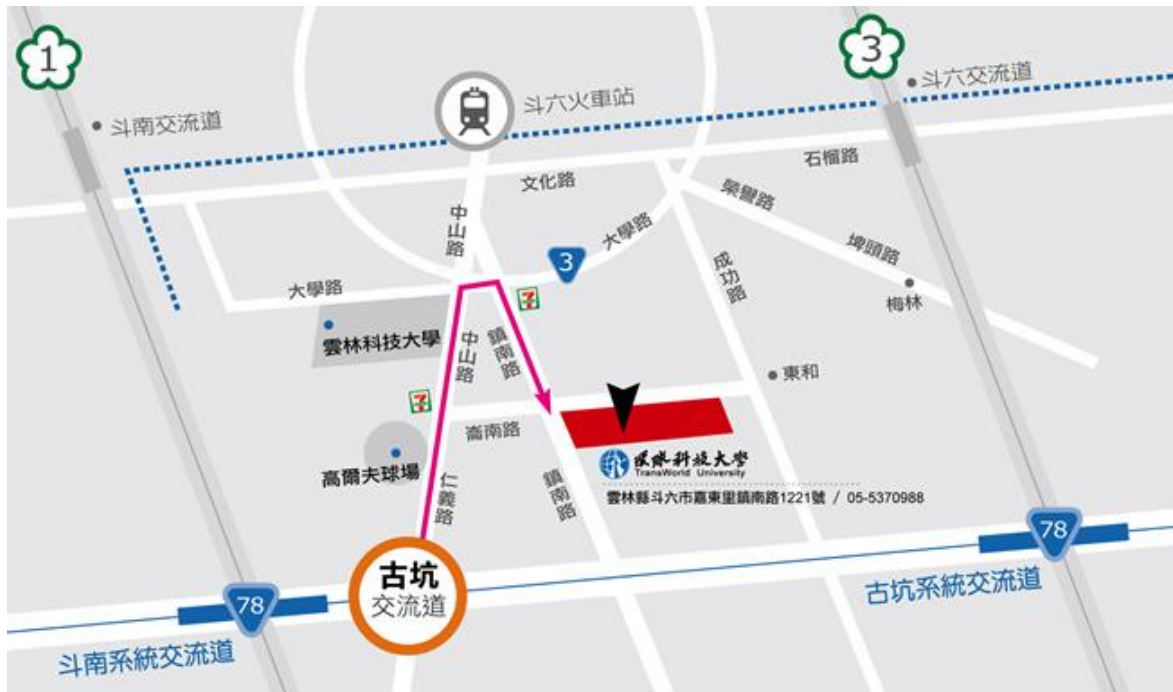 1
3
斗南交流道
斗六火車站
斗六交流道
石榴路
文化路
榮譽路
中山路
大學路
埤頭路
3
成功路
大學路
梅林
7
雲林科技大學
中山路
鎮南路
東和
7
崙南路
環球科技大學
TransWorld University
高爾夫球場
仁義路
鎮南路
雲林縣斗六市嘉東里鎮南路1221號 / 05-5370988
78
古坑
交流道
古坑系統交流道
78
斗南系統交流道